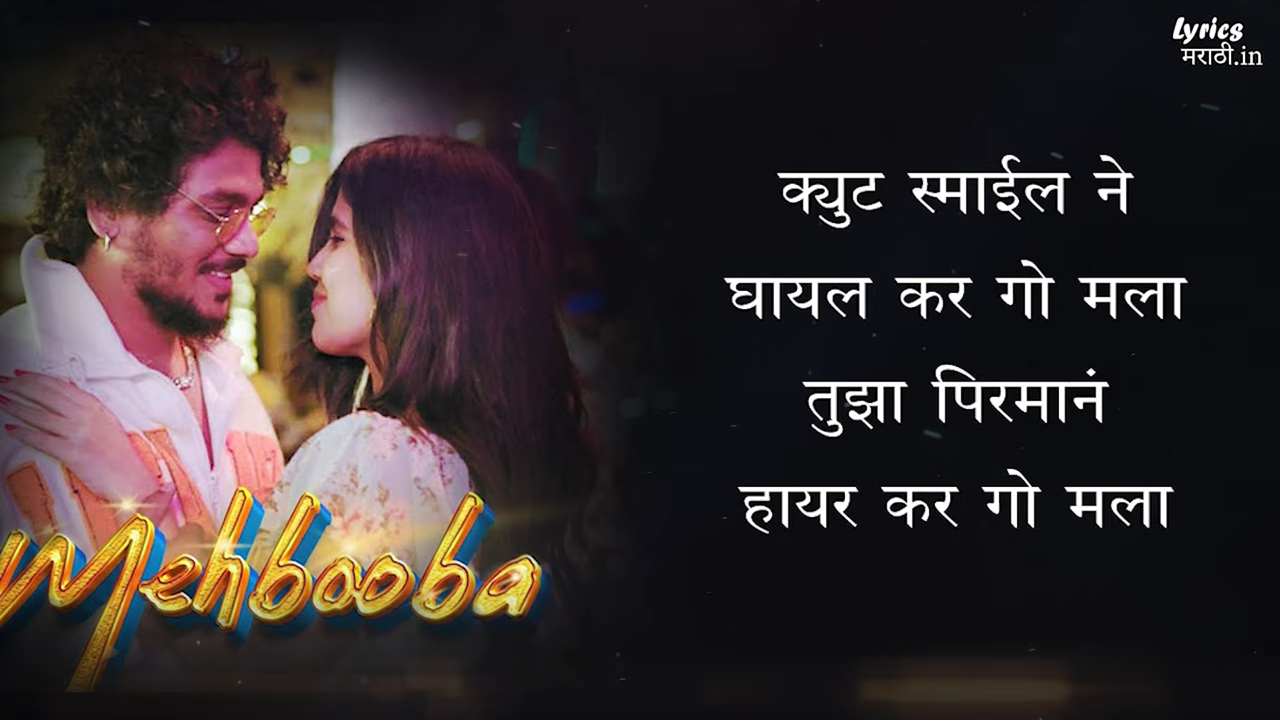 Lyrics
मराठी.in
क्युट स्माईल ने
घायल कर गो मला
तुझा पिरमानं
हायर कर गो मला
Mehbooba